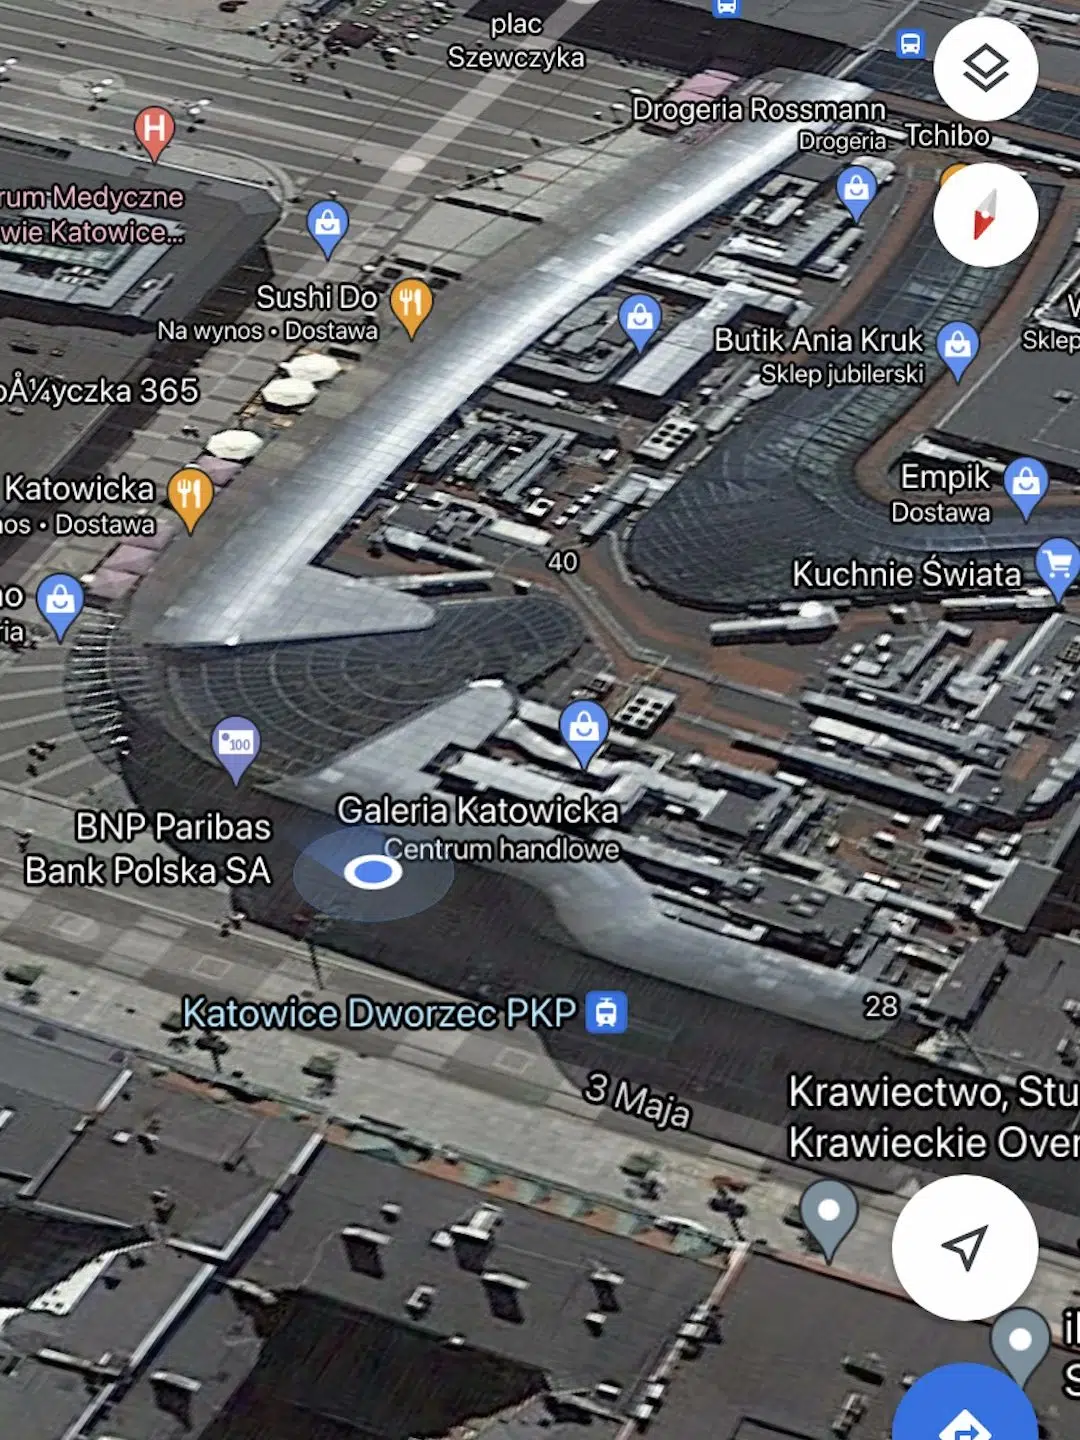 plac
Szewczyka
Drogeria Rossmann
Drogeria
Tchibo
H
rum Medyczne
wie Katowice...
Sushi Do
Na wynos • Dostawa
Butik Ania Kruk
Sklep jubilerski
W
Sklep
oÅ¼yczka 365
Katowicka
nos • Dostawa
Empik
Dostawa
40
Kuchnie Świata
no
ria
100
BNP Paribas
Bank Polska SA
Galeria Katowicka
Centrum handlowe
Katowice Dworzec PKP
28
3 Maja
Krawiectwo, Stu
Krawieckie Over